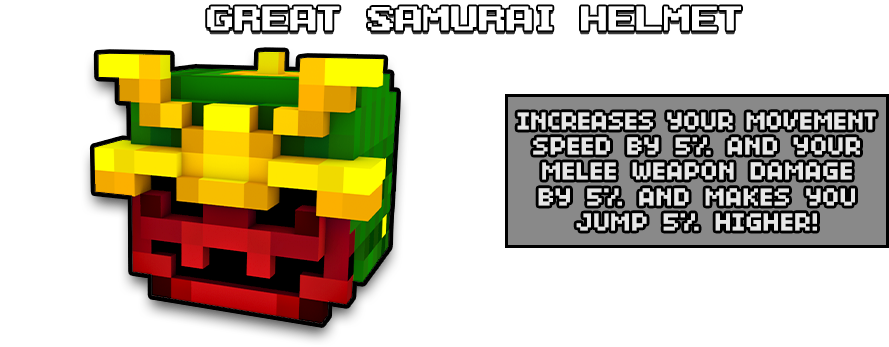 GREAT SAMURAI HELMET
INCREASES YOUR MOVEMENT
SPEED BY 5% AND YOUR
MELEE WEAPON DAMAGE
BY 5% AND MAKES YOU
JUMP 5% HIGHER!